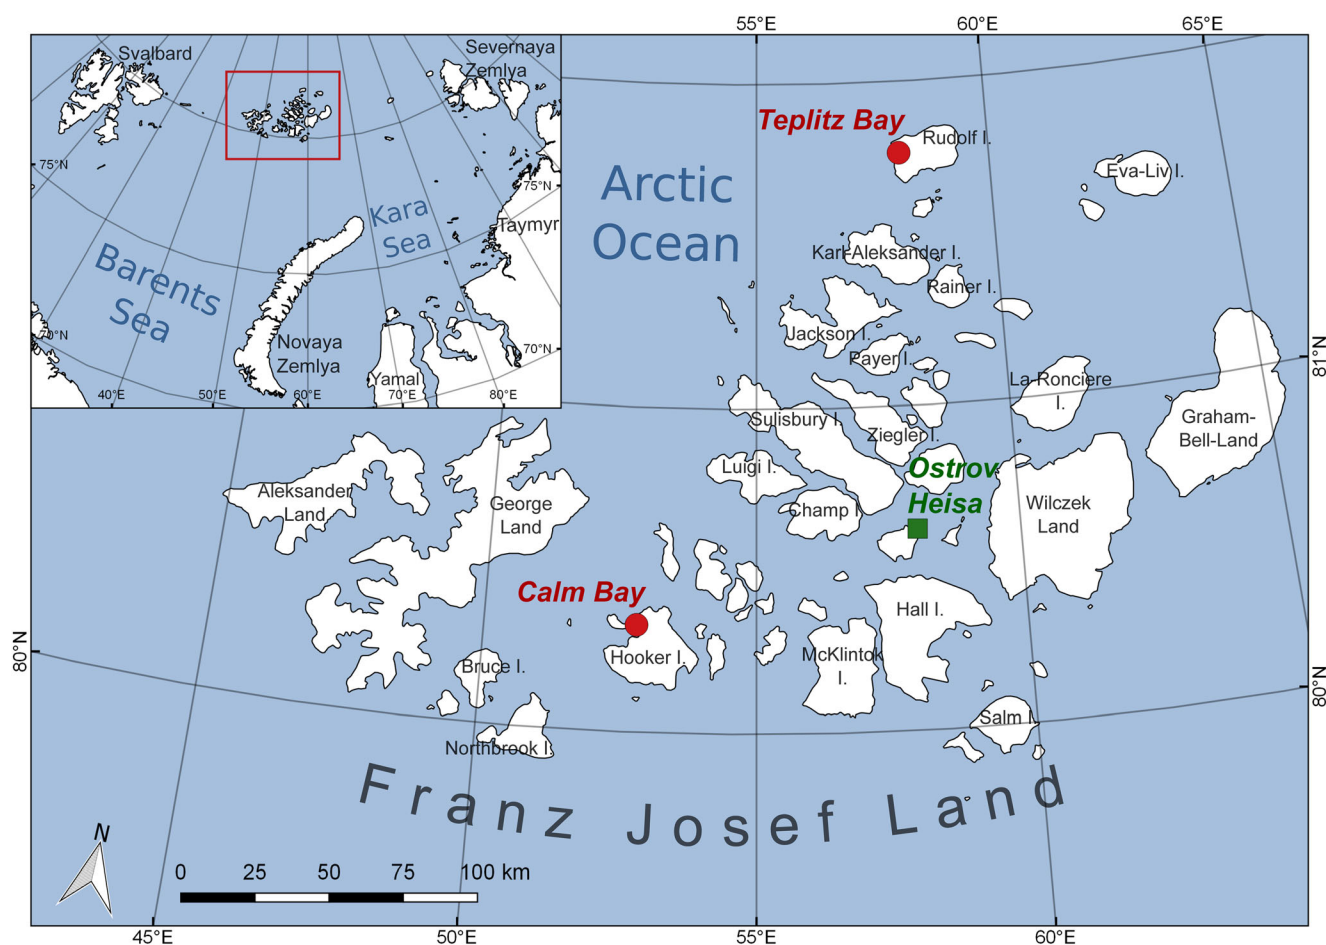 55°E
60°E
65°E
Svalbard
Severnaya
Zemlya
75°N
75°N
Kara
Sea
Taymyr
Barents
Sea
70°N
Novaya
Zemlya
70°N
Yamal
40°E
50°E
60°E
70°E
80°E
Arctic
Ocean
Teplitz Bay
Rudolf I.
Eva-Liv I.
Karl-Aleksander I.
Rainer I.
Jackson I.
Payer I.
81°N
La-Ronciere
I.
Sulisbury I.
Ziegler I.
Graham-
Bell-Land
Luigi I.
Ostrov
Heisa
Champ I.
Wilczek
Land
Aleksander
Land
George
Land
Calm Bay
Hall I.
Hooker I.
McKlintok
I.
Bruce I.
80°N
80°N
Salm I.
Northbrook I.
Franz Josef Land
N
0
25
50
75
100 km
45°E
50°E
55°E
60°E